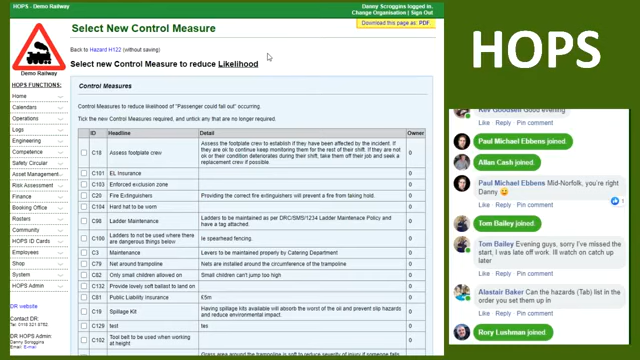 HOPS - Demo Railway
Danny Scroggins logged in.
Change Organisation | Sign Out
Download this page as: PDF.
Select New Control Measure
Back to Hazard H122 (without saving)
Select new Control Measure to reduce Likelihood
Demo Railway
HOPS FUNCTIONS:
Home
Calendars
Operations
Logs
Engineering
Competence
Safety Circular
Asset Management
Risk Assessment
Finance
Booking Office
Rosters
Community
HOPS ID Cards
Employees
Shop
System
HOPS Admin
DR website
Contact DR:
Tel: 0118 321 8752
DR HOPS Admin
Danny Scroggins
Email: E-mail
Control Measures
Control Measures to reduce likelihood of "Passenger could fall out" occurring.
Tick the new Control Measures required, and untick any that are no longer required.
ID Headline Detail Owner
C18 Assess footplate crew Assess the footplate crew to establish if they have been affected by the incident. If
they are ok to continue keep monitoring them for the rest of their shift. If they are not
ok or their condition deteriorates during their shift, take them off their job and seek a
replacement crew if possible. 0
C101 EL Insurance 0
C103 Enforced exclusion zone 0
C20 Fire Extinguishers Providing the correct fire extinguishers will prevent a fire from taking hold. 0
C104 Hard hat to be worn 0
C98 Ladder Maintenance Ladders to be maintained as per DRC/SMS/1234 Ladder Maintenance Policy and
have a tag attached. 0
C106 Ladders to not be used where there
are dangerous things below Ie spearhead fencing. 0
C3 Maintenance Levers to be maintained properly by Catering Department 0
C79 Net around trampoline Nets are installed around the circumference of the trampoline 0
C82 Only small children allowed on Small children can't jump too high 0
C132 Provide lovely soft ballast to land on 0
C81 Public Liability Insurance £5m 0
C19 Spillage Kit Having spillage kits available will absorb the worst of the oil and prevent slip hazards
and reduce environmental impact. 0
C129 test tes 0
C102 Tool belt to be used when working
at height 0
HOPS
Kev Goodsell Good evening
Like Reply Pin comment
Paul Michael Ebbens joined.
Allan Cash joined.
Paul Michael Ebbens Mid-Norfolk, you're right
Danny 😊
1
Like Reply Pin comment
Tom Bailey joined.
Tom Bailey Evening guys, sorry I've missed the
start, I was late off work. Ill watch on catch up
later
Like Reply Pin comment
Alastair Baker Can the hazards (Tab) list in the
order you set them up in
Like Reply Pin comment
Rory Lushman joined.